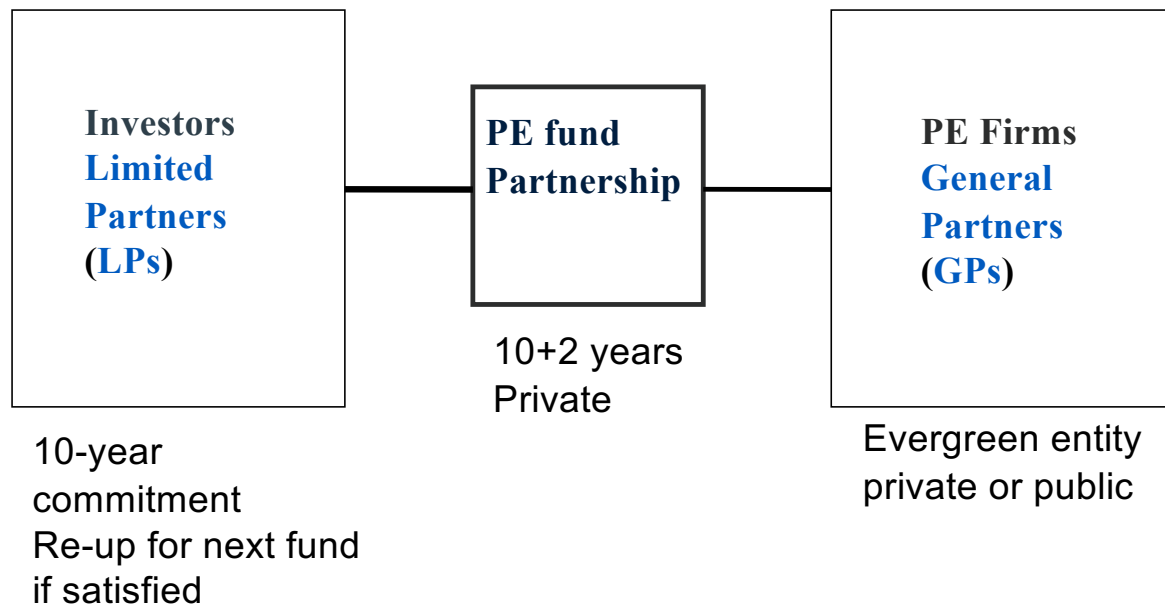 Investors
Limited
Partners
(LPs)
10-year
commitment
Re-up for next fund
if satisfied
PE fund
Partnership
10+2 years
Private
PE Firms
General
Partners
(GPs)
Evergreen entity
private or public